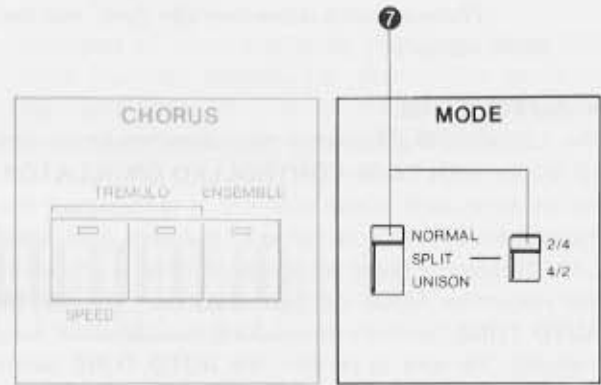 7
CHORUS
TREMULO ENSEMBLE
SPEED
MODE
NORMAL
SPLIT
UNISON
2/4
4/2